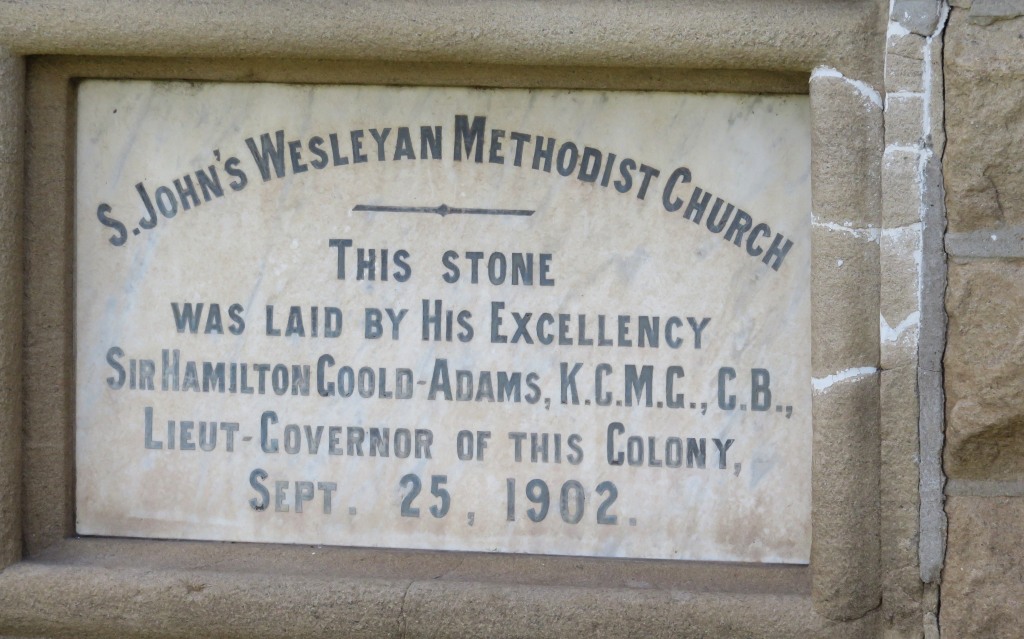 S. JOHN'S WESLEYAN METHODIST CHURCH
THIS STONE
WAS LAID BY HIS EXCELLENCY
SIR HAMILTON GOOLD-ADAMS, K.C.M.G., C.B.,
LIEUT-GOVERNOR OF THIS COLONY,
SEPT. 25, 1902.